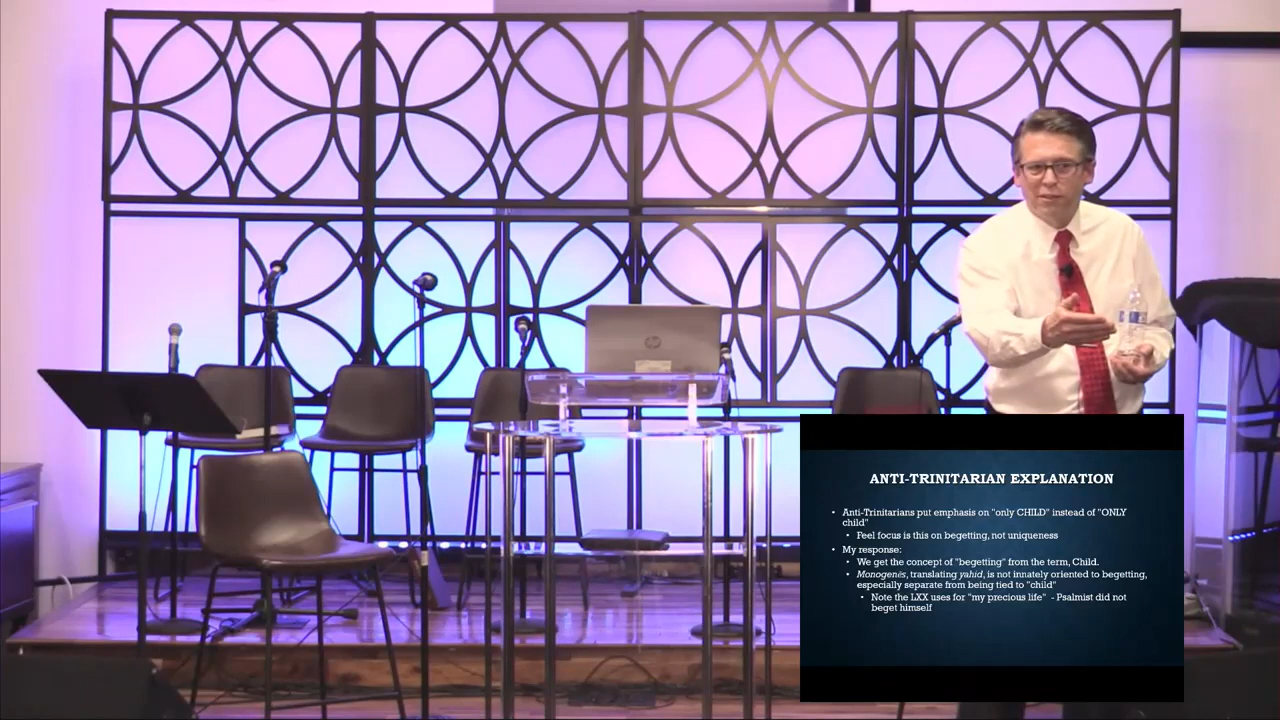 ANTI-TRINITARIAN EXPLANATION
• Anti-Trinitarians put emphasis on "only CHILD" instead of "ONLY
child"
• Feel focus is this on begetting, not uniqueness
• My response:
• We get the concept of "begetting" from the term, Child.
• Monogenēs, translating yahid, is not innately oriented to begetting,
especially separate from being tied to "child"
• Note the LXX uses for "my precious life" - Psalmist did not
beget himself
hp